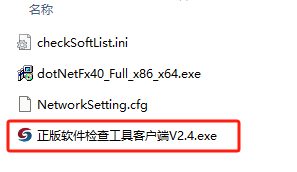 名称
checkSoftList.ini
dotNetFx40_Full_x86_x64.exe
NetworkSetting.cfg
正版软件检查工具客户端V2.4.exe